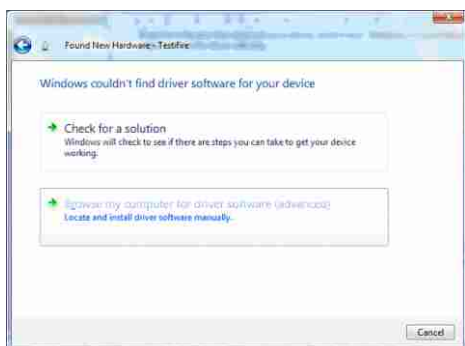 Found New Hardware - Testifire
Windows couldn't find driver software for your device
Check for a solution
Windows will check to see if there are steps you can take to get your device
working.
Browse my computer for driver software (advanced)
Locate and install driver software manually.
Cancel